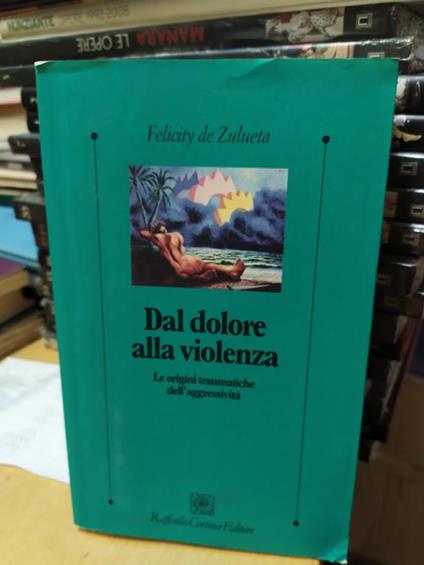 LE OPERE
MANARA
Felicity de Zulueta
Dal dolore
alla violenza
Le origini traumatiche
dell'aggressività
Raffaello Cortina Editore